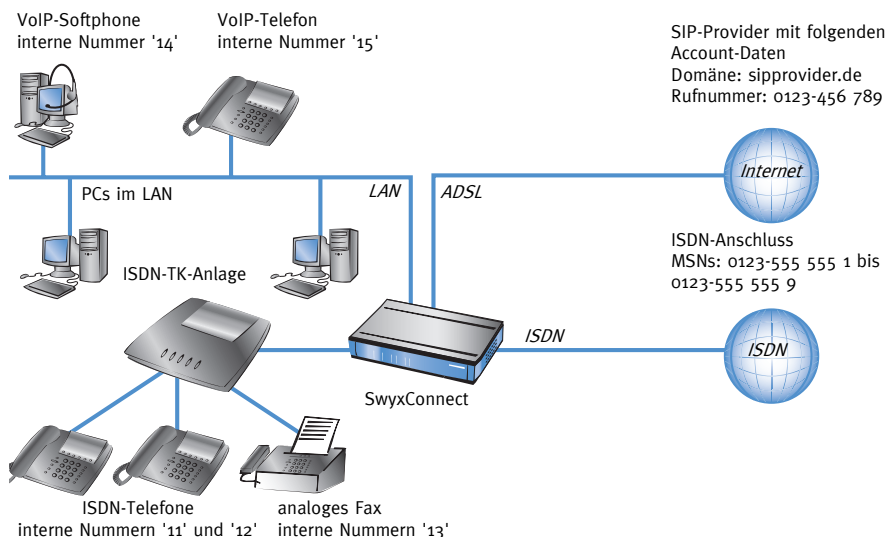 VoIP-Softphone
interne Nummer '14'
VoIP-Telefon
interne Nummer '15'
SIP-Provider mit folgenden
Account-Daten
Domäne: sipprovider.de
Rufnummer: 0123-456 789
PCs im LAN
LAN
ADSL
Internet
ISDN-Anschluss
MSNs: 0123-555 555 1 bis
0123-555 555 9
ISDN-TK-Anlage
ISDN
ISDN
SwyxConnect
ISDN-Telefone
interne Nummern '11' und '12'
analoges Fax
interne Nummern '13'